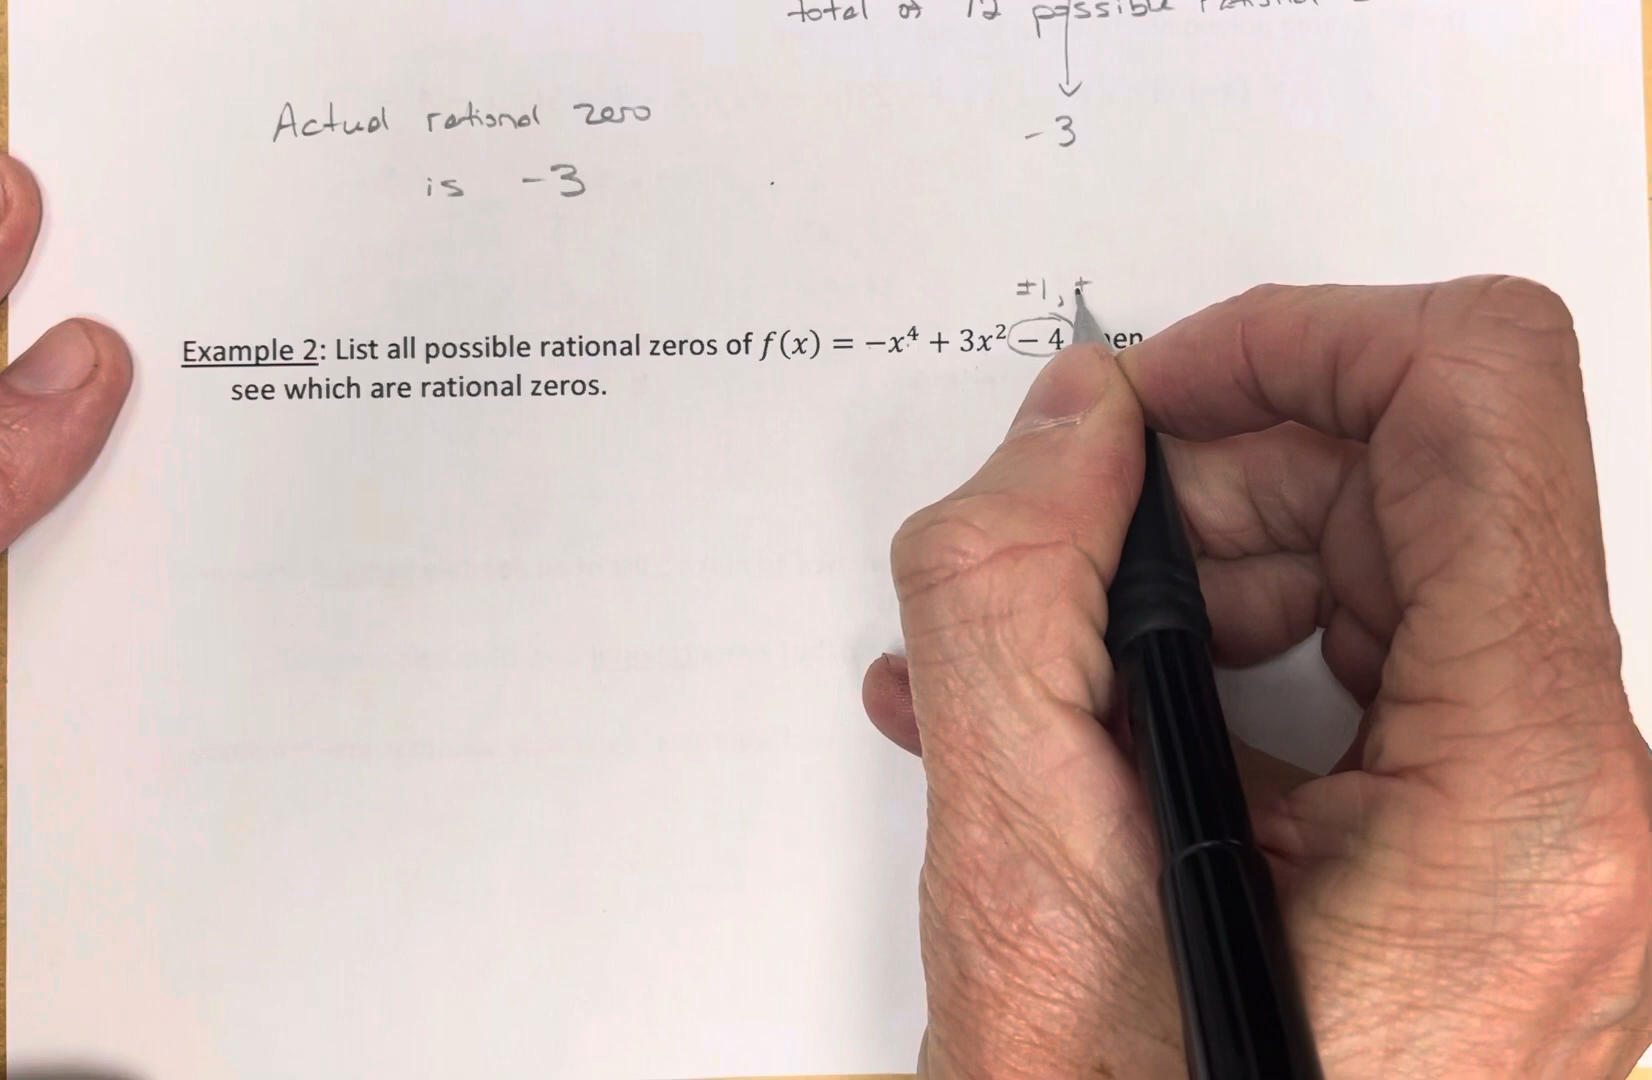 total of 12 possible
-3
Actual rational zero
is -3
±1, ±
Example 2: List all possible rational zeros of f(x) = −x⁴ + 3x² − 4
see which are rational zeros.